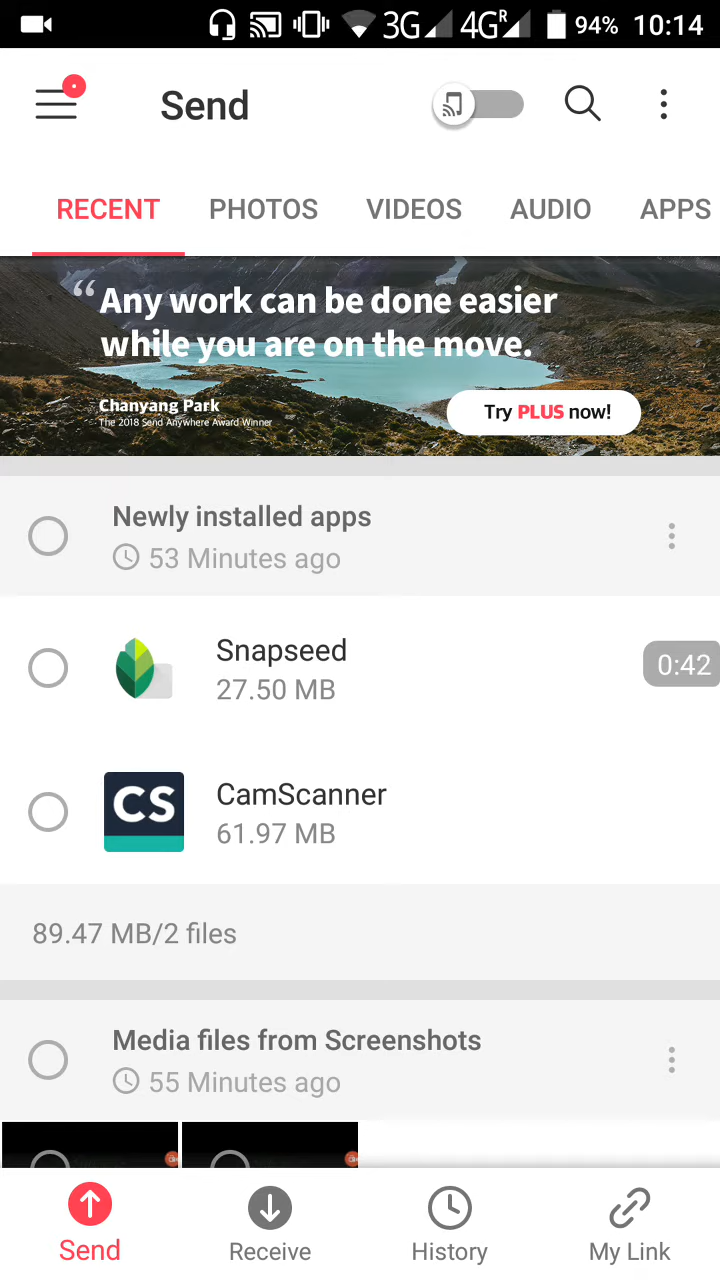 3G 4G R 94% 10:14
Send
RECENT PHOTOS VIDEOS AUDIO APPS
“Any work can be done easier
while you are on the move.
Chanyang Park
The 2018 Send Anywhere Award Winner
Try PLUS now!
Newly installed apps
53 Minutes ago
Snapseed
27.50 MB
0:42
CS
CamScanner
61.97 MB
89.47 MB/2 files
Media files from Screenshots
55 Minutes ago
Send Receive History My Link